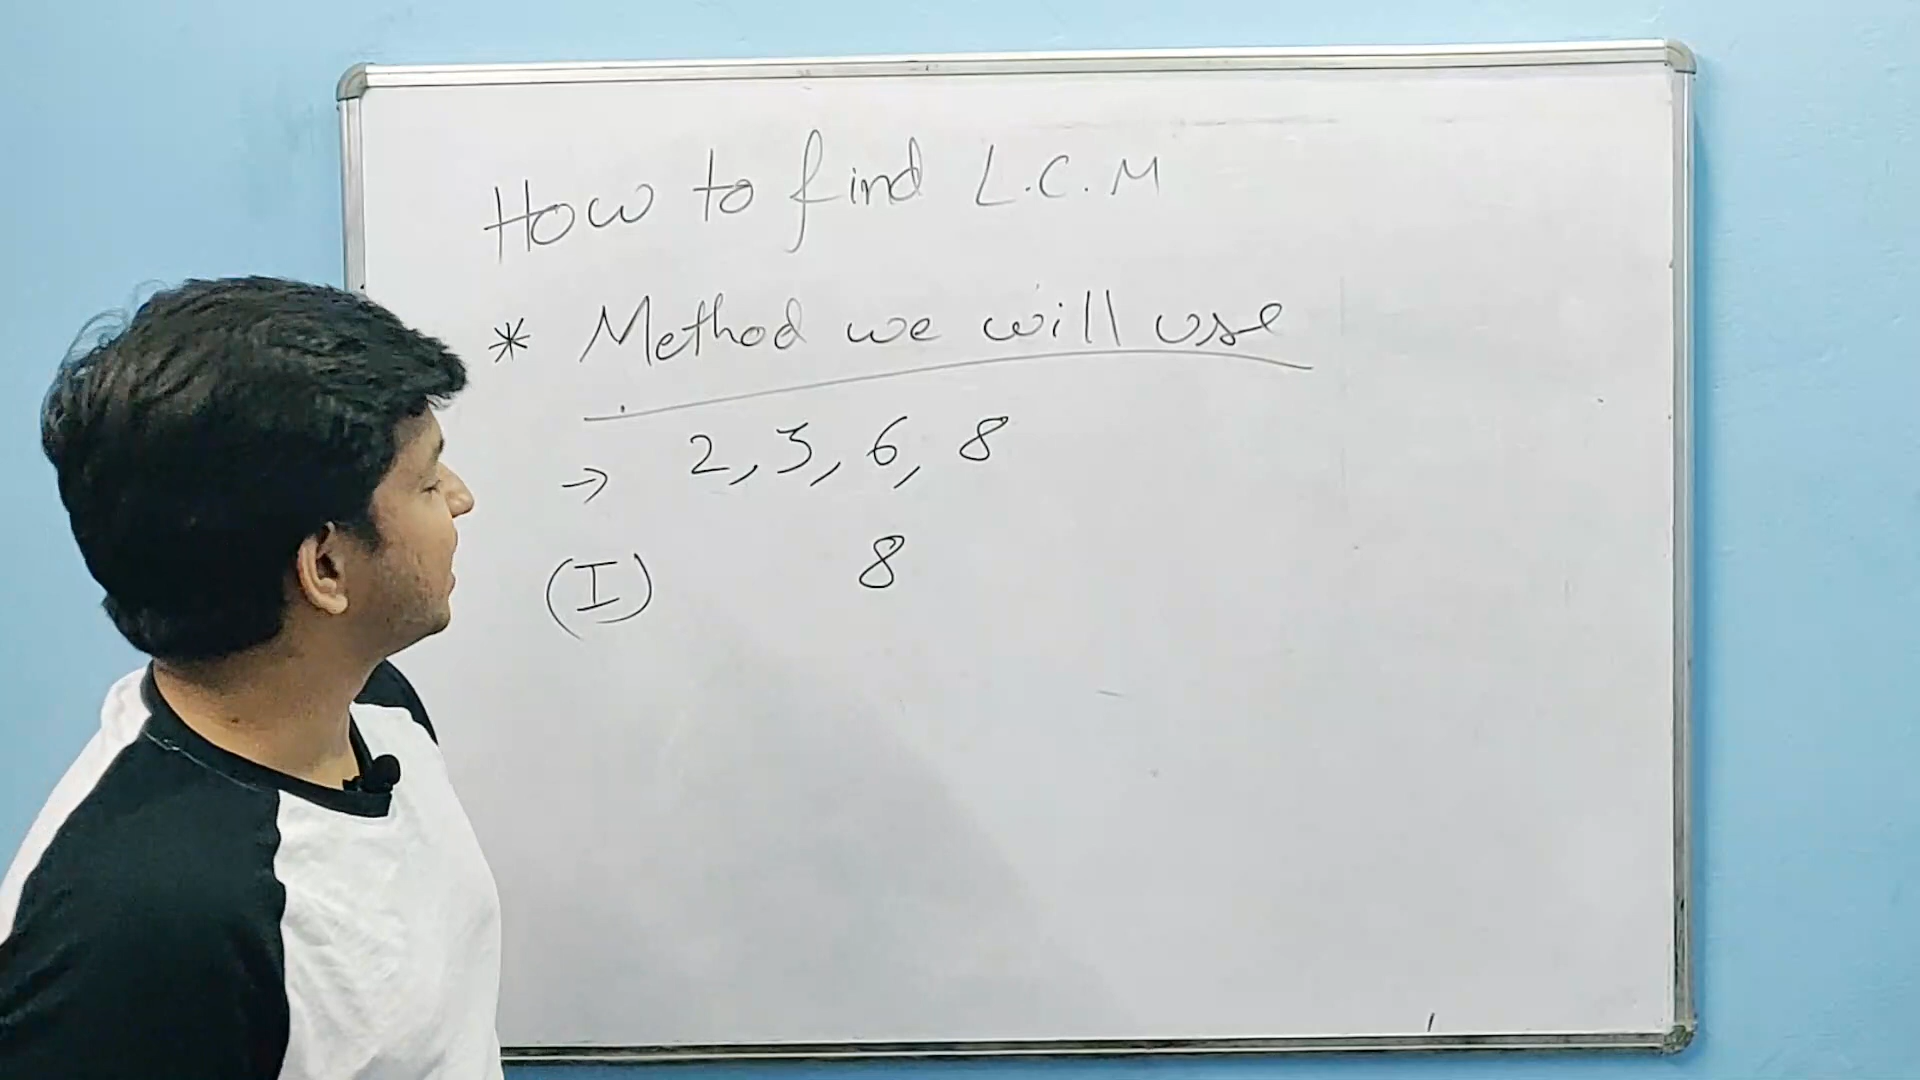 How to find L.C.M
* Method we will use
→ 2, 3, 6, 8
(I) 8